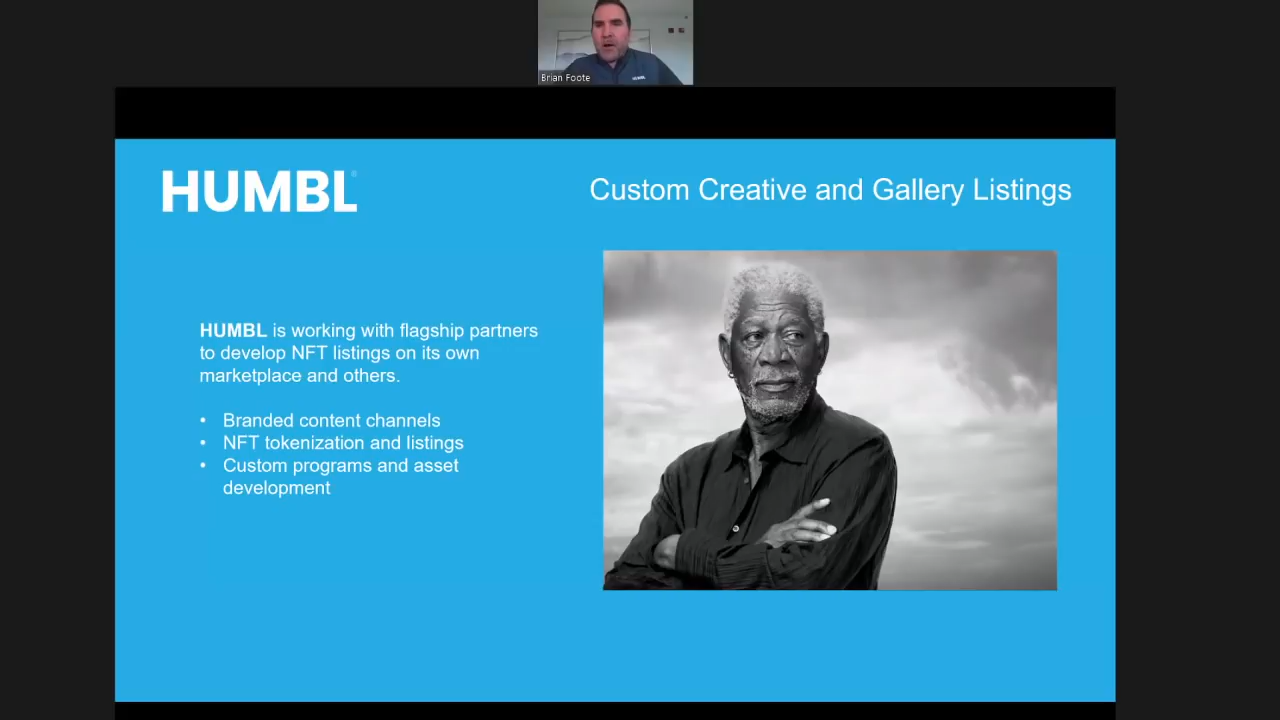 Brian Foote
HUMBL
Custom Creative and Gallery Listings
HUMBL is working with flagship partners
to develop NFT listings on its own
marketplace and others.
• Branded content channels
• NFT tokenization and listings
• Custom programs and asset
development